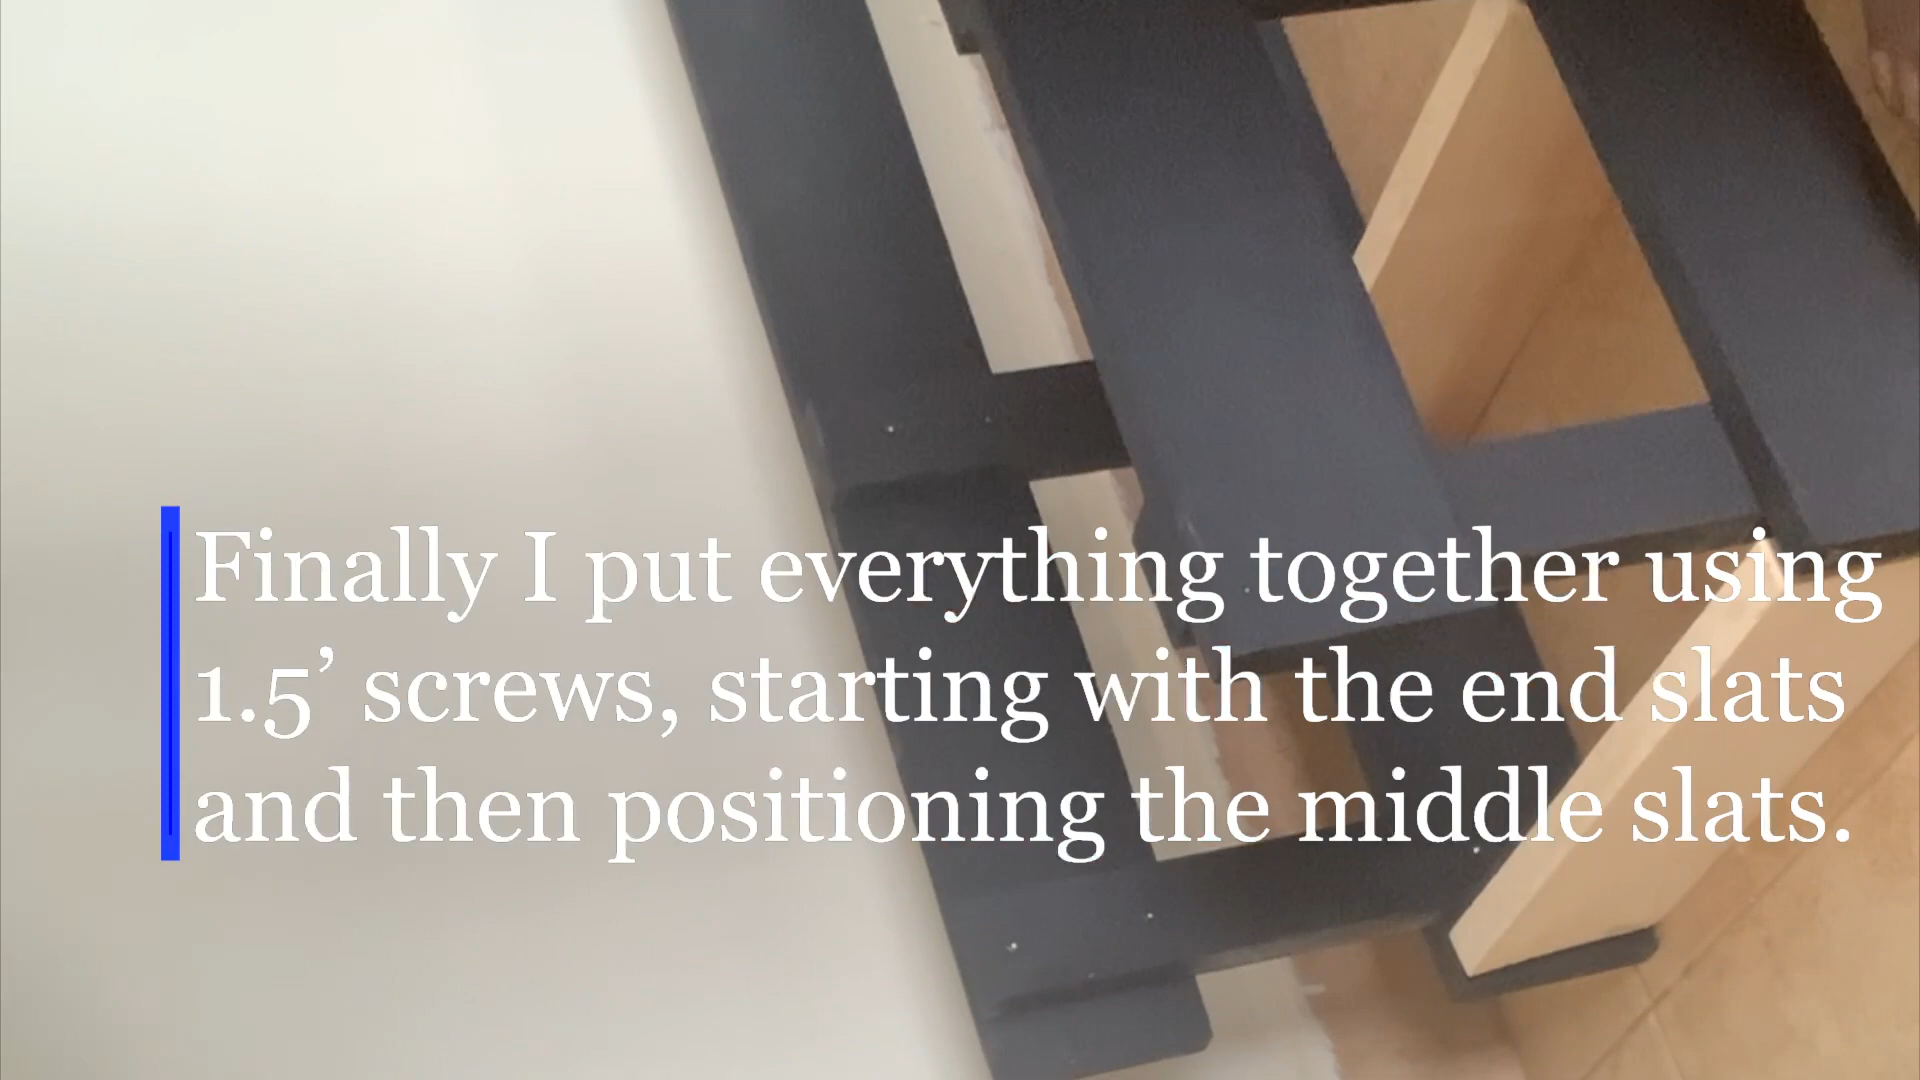 Finally I put everything together using
1.5’ screws, starting with the end slats
and then positioning the middle slats.